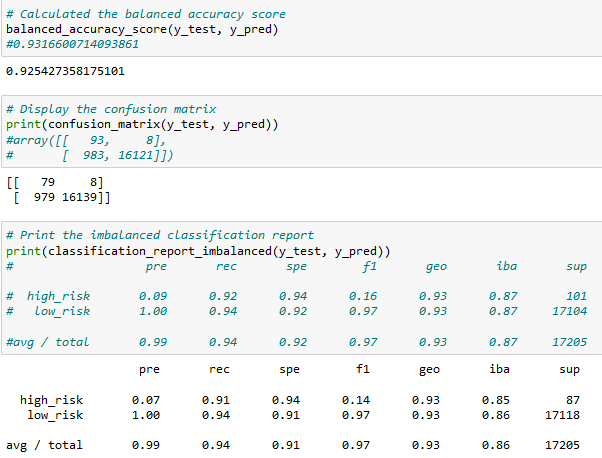 # Calculated the balanced accuracy score
balanced_accuracy_score(y_test, y_pred)
#0.9316600714093861
0.925427358175101
# Display the confusion matrix
print(confusion_matrix(y_test, y_pred))
#array([[   93,     8],
#       [  983, 16121]])
[[   79     8]
 [  979 16139]]
# Print the imbalanced classification report
print(classification_report_imbalanced(y_test, y_pred))
#                   pre       rec       spe        f1       geo       iba       sup
#  high_risk       0.09      0.92      0.94      0.16      0.93      0.87       101
#   low_risk       1.00      0.94      0.92      0.97      0.93      0.87     17104
#avg / total       0.99      0.94      0.92      0.97      0.93      0.87     17205
                   pre       rec       spe        f1       geo       iba       sup
  high_risk       0.07      0.91      0.94      0.14      0.93      0.85        87
   low_risk       1.00      0.94      0.91      0.97      0.93      0.86     17118
avg / total       0.99      0.94      0.91      0.97      0.93      0.86     17205